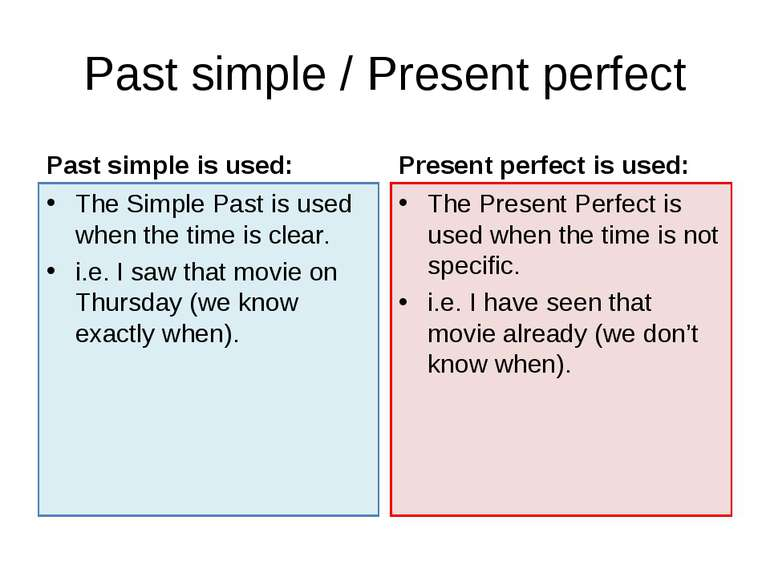 Past simple / Present perfect
Past simple is used:
• The Simple Past is used
when the time is clear.
• i.e. I saw that movie on
Thursday (we know
exactly when).
Present perfect is used:
• The Present Perfect is
used when the time is not
specific.
• i.e. I have seen that
movie already (we don’t
know when).